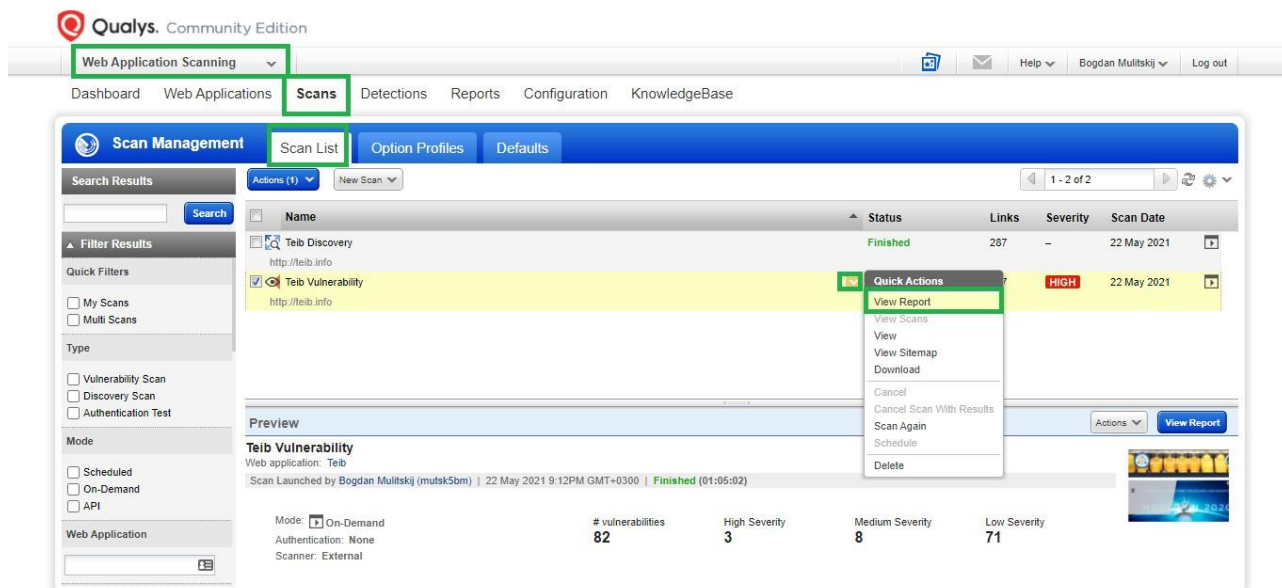 Qualys. Community Edition
Web Application Scanning
Help Bogdan Mulitskij Log out
Dashboard Web Applications Scans Detections Reports Configuration KnowledgeBase
Scan Management Scan List Option Profiles Defaults
Search Results Actions (1) New Scan 1 - 2 of 2
Search Name Status Links Severity Scan Date
Filter Results Teib Discovery Finished 287 – 22 May 2021
http://teib.info
Quick Filters Teib Vulnerability Quick Actions 7 HIGH 22 May 2021
My Scans http://teib.info View Report
Multi Scans View Scans
View
Type View Sitemap
Vulnerability Scan Download
Discovery Scan Cancel
Authentication Test Cancel Scan With Results
Preview Scan Again Actions View Report
Mode Schedule
Teib Vulnerability
Web application: Teib Delete
Scheduled Scan Launched by Bogdan Mulitskij (mutsk5bm) | 22 May 2021 9:12PM GMT+0300 | Finished (01:05:02)
On-Demand
API
Mode: On-Demand # vulnerabilities High Severity Medium Severity Low Severity
Web Application Authentication: None 82 3 8 71
Scanner: External